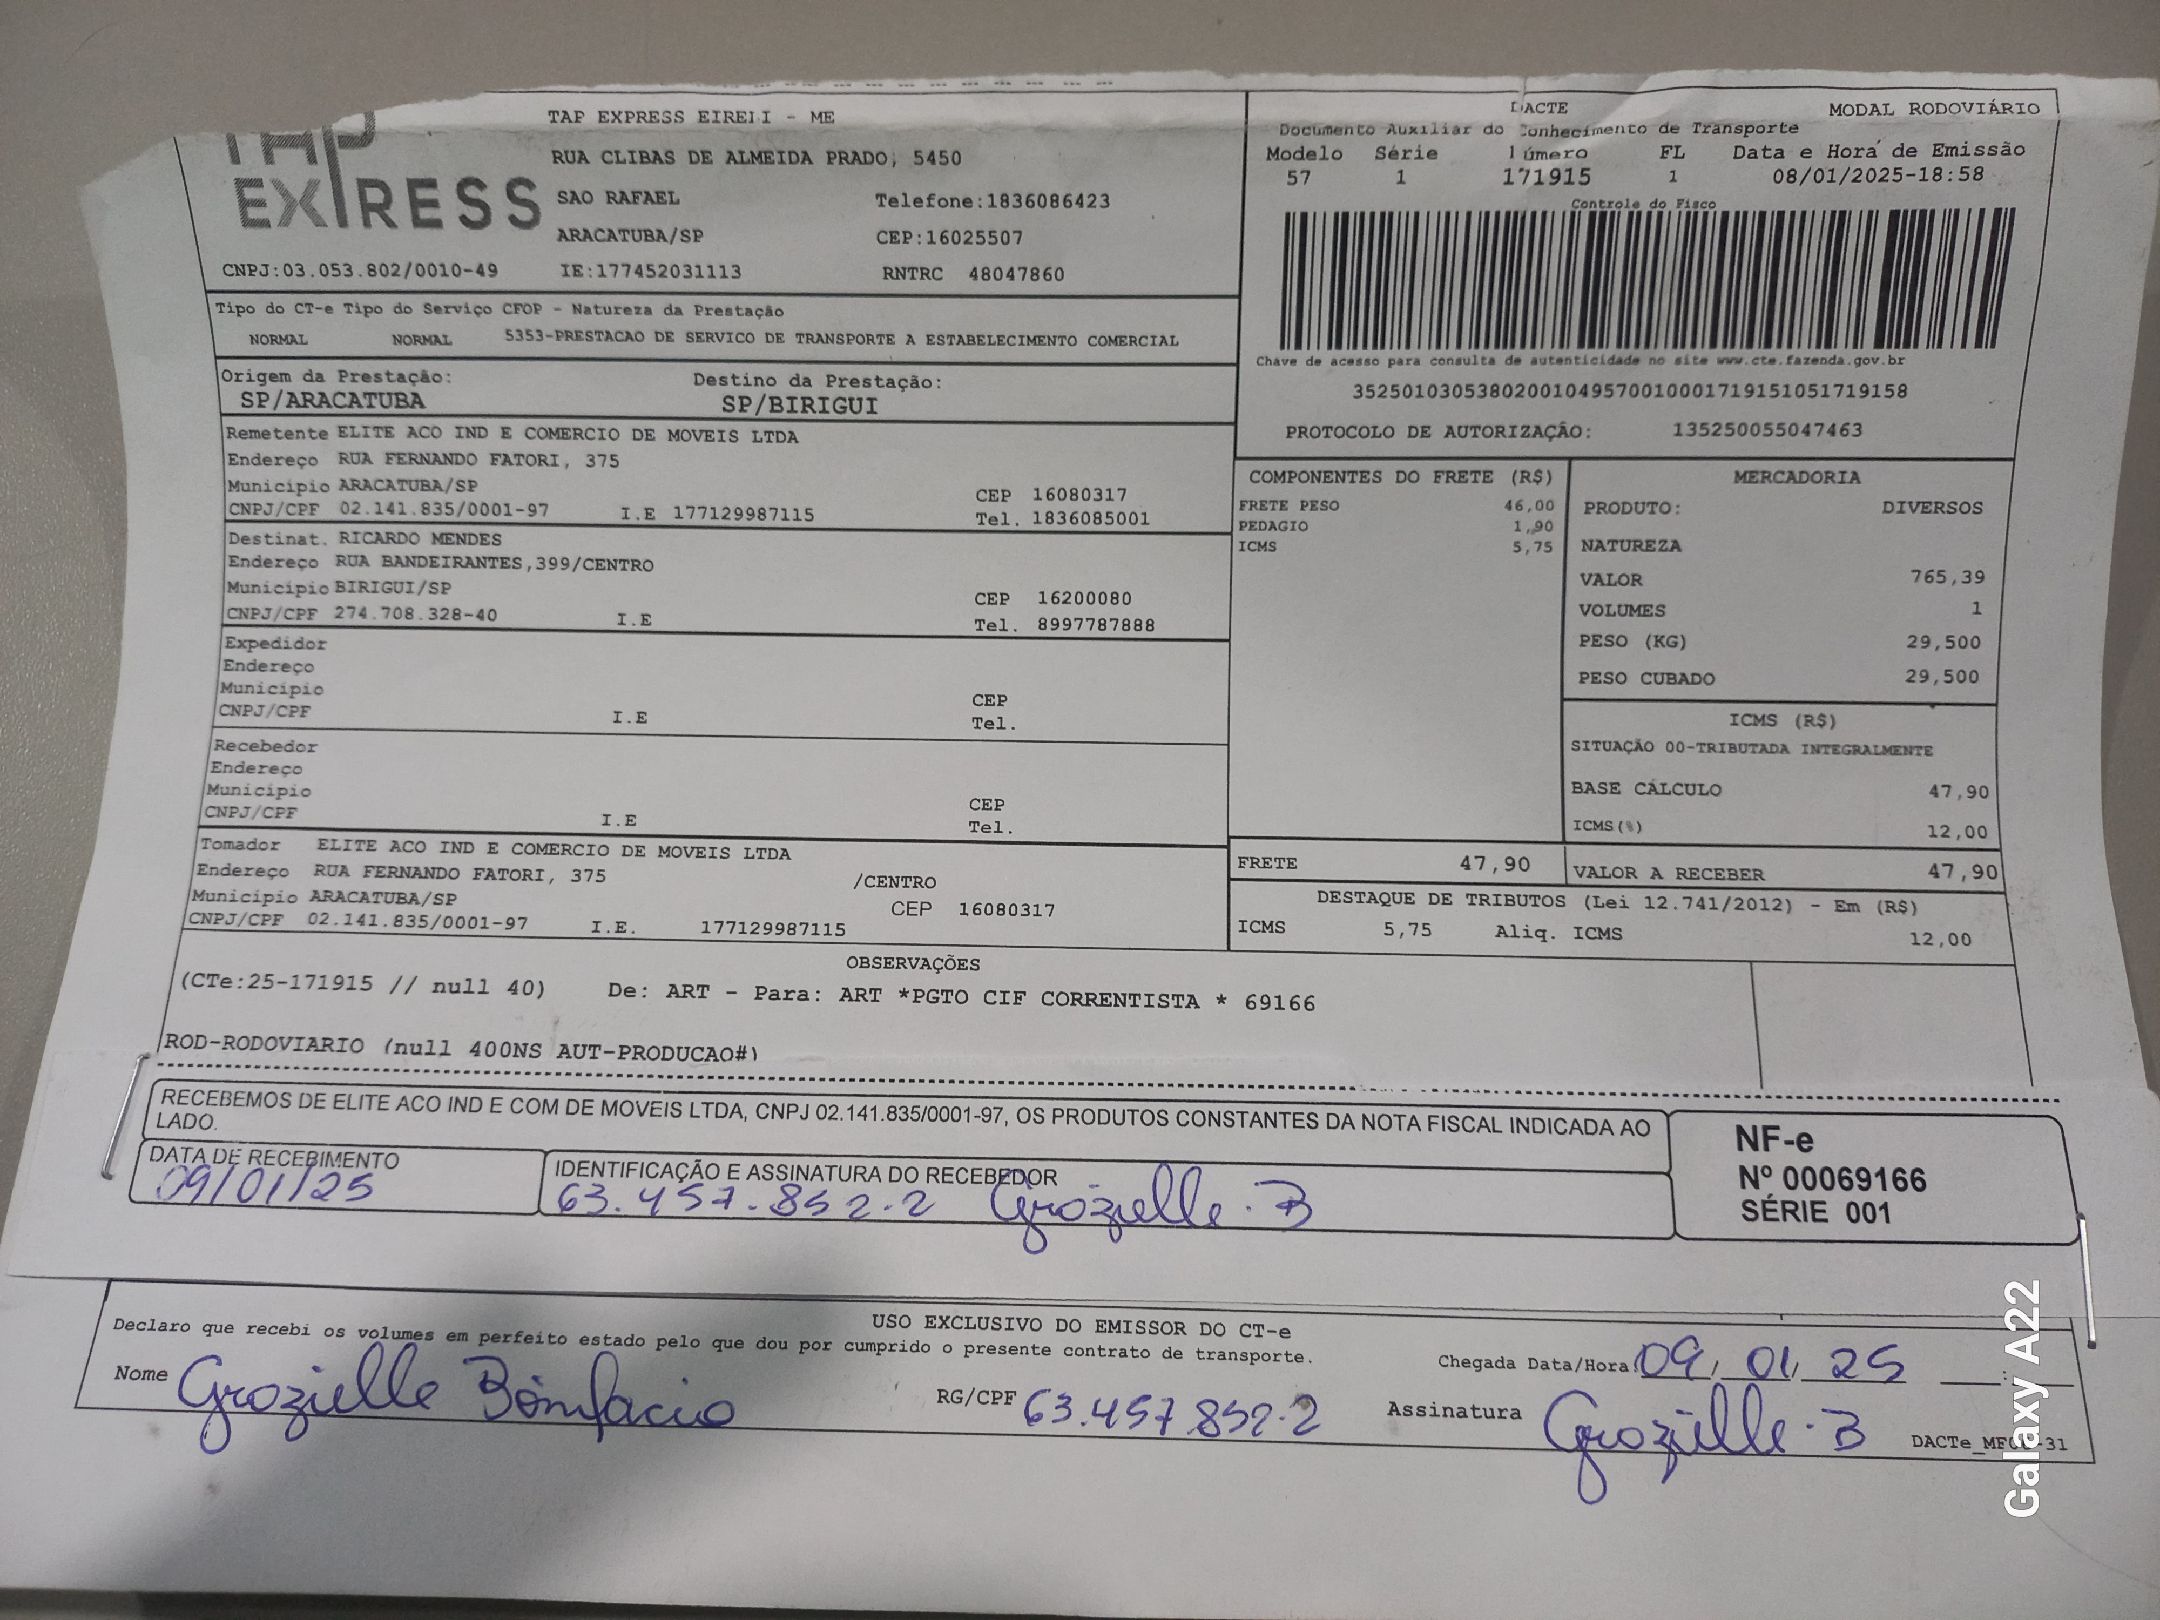 TAP
EXPRESS
TAP EXPRESS EIRELI - ME
RUA CLIBAS DE ALMEIDA PRADO, 5450
SAO RAFAEL Telefone:1836086423
ARACATUBA/SP CEP:16025507
CNPJ:03.053.802/0010-49 IE:177452031113 RNTRC 48047860
DACTE MODAL RODOVIÁRIO
Documento Auxiliar do Conhecimento de Transporte
Modelo Série Número FL Data e Hora de Emissão
57 1 171915 1 08/01/2025-18:58
Controle do Fisco
Chave de acesso para consulta de autenticidade no site www.cte.fazenda.gov.br
35250103053802001049570010001719151051719158
PROTOCOLO DE AUTORIZAÇÃO: 135250055047463
Tipo do CT-e Tipo do Serviço CFOP - Natureza da Prestação
NORMAL NORMAL 5353-PRESTACAO DE SERVICO DE TRANSPORTE A ESTABELECIMENTO COMERCIAL
Origem da Prestação: Destino da Prestação:
SP/ARACATUBA SP/BIRIGUI
Remetente ELITE ACO IND E COMERCIO DE MOVEIS LTDA
Endereço RUA FERNANDO FATORI, 375
Municipio ARACATUBA/SP CEP 16080317
CNPJ/CPF 02.141.835/0001-97 I.E 177129987115 Tel. 1836085001
Destinat. RICARDO MENDES
Endereço RUA BANDEIRANTES,399/CENTRO
Municipio BIRIGUI/SP CEP 16200080
CNPJ/CPF 274.708.328-40 I.E Tel. 8997787888
Expedidor
Endereço
Municipio CEP
CNPJ/CPF I.E Tel.
Recebedor
Endereço
Municipio CEP
CNPJ/CPF I.E Tel.
Tomador ELITE ACO IND E COMERCIO DE MOVEIS LTDA
Endereço RUA FERNANDO FATORI, 375 /CENTRO
Municipio ARACATUBA/SP CEP 16080317
CNPJ/CPF 02.141.835/0001-97 I.E. 177129987115
COMPONENTES DO FRETE (R$)
FRETE PESO 46,00
PEDAGIO 1,90
ICMS 5,75
MERCADORIA
PRODUTO: DIVERSOS
NATUREZA
VALOR 765,39
VOLUMES 1
PESO (KG) 29,500
PESO CUBADO 29,500
ICMS (R$)
SITUAÇÃO 00-TRIBUTADA INTEGRALMENTE
BASE CÁLCULO 47,90
ICMS(%) 12,00
FRETE 47,90 VALOR A RECEBER 47,90
DESTAQUE DE TRIBUTOS (Lei 12.741/2012) - Em (R$)
ICMS 5,75 Aliq. ICMS 12,00
OBSERVAÇÕES
(CTe:25-171915 // null 40) De: ART - Para: ART *PGTO CIF CORRENTISTA * 69166
ROD-RODOVIARIO (null 400NS AUT-PRODUCAO#)
RECEBEMOS DE ELITE ACO IND E COM DE MOVEIS LTDA, CNPJ 02.141.835/0001-97, OS PRODUTOS CONSTANTES DA NOTA FISCAL INDICADA AO
LADO.
DATA DE RECEBIMENTO IDENTIFICAÇÃO E ASSINATURA DO RECEBEDOR
09/01/25 63.457.852-2 Grozielle.B
NF-e
Nº 00069166
SÉRIE 001
USO EXCLUSIVO DO EMISSOR DO CT-e
Declaro que recebi os volumes em perfeito estado pelo que dou por cumprido o presente contrato de transporte.
Nome Grozielle Bonifacio RG/CPF 63.457.852-2 Assinatura Grozielle.B
Chegada Data/Hora 09/01/25 __:__
Galaxy A22